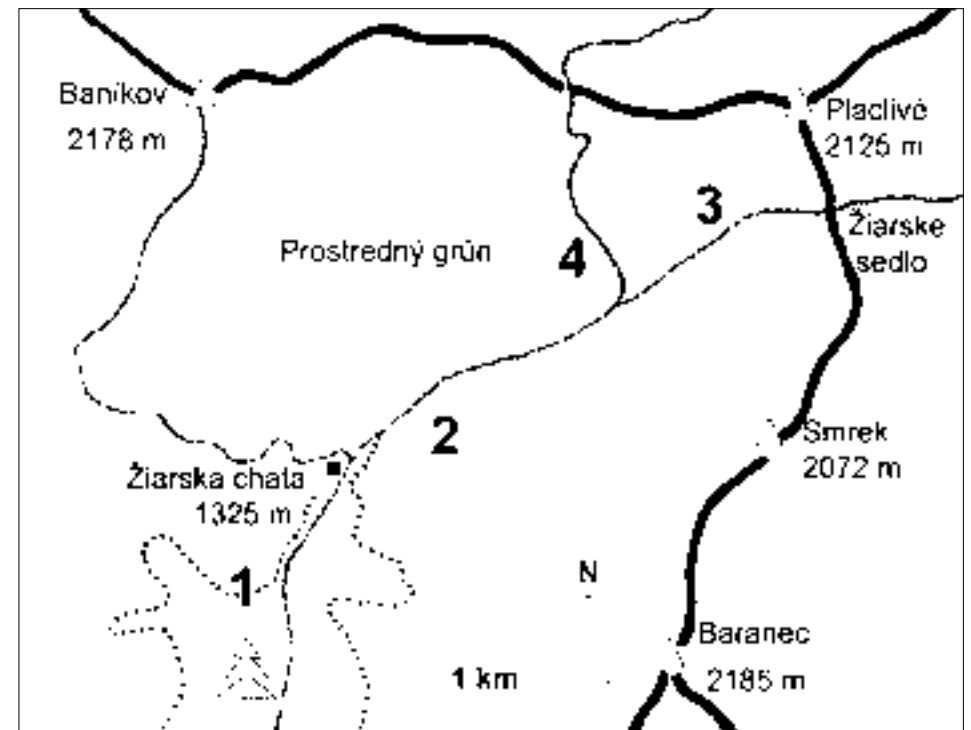 Baníkov
2178 m
Placlivé
2125 m
3
Žiarske
sedlo
Prostredný grúň
4
2
Smrek
2072 m
Žiarska chata
1325 m
1
N
Baranec
1 km
2185 m